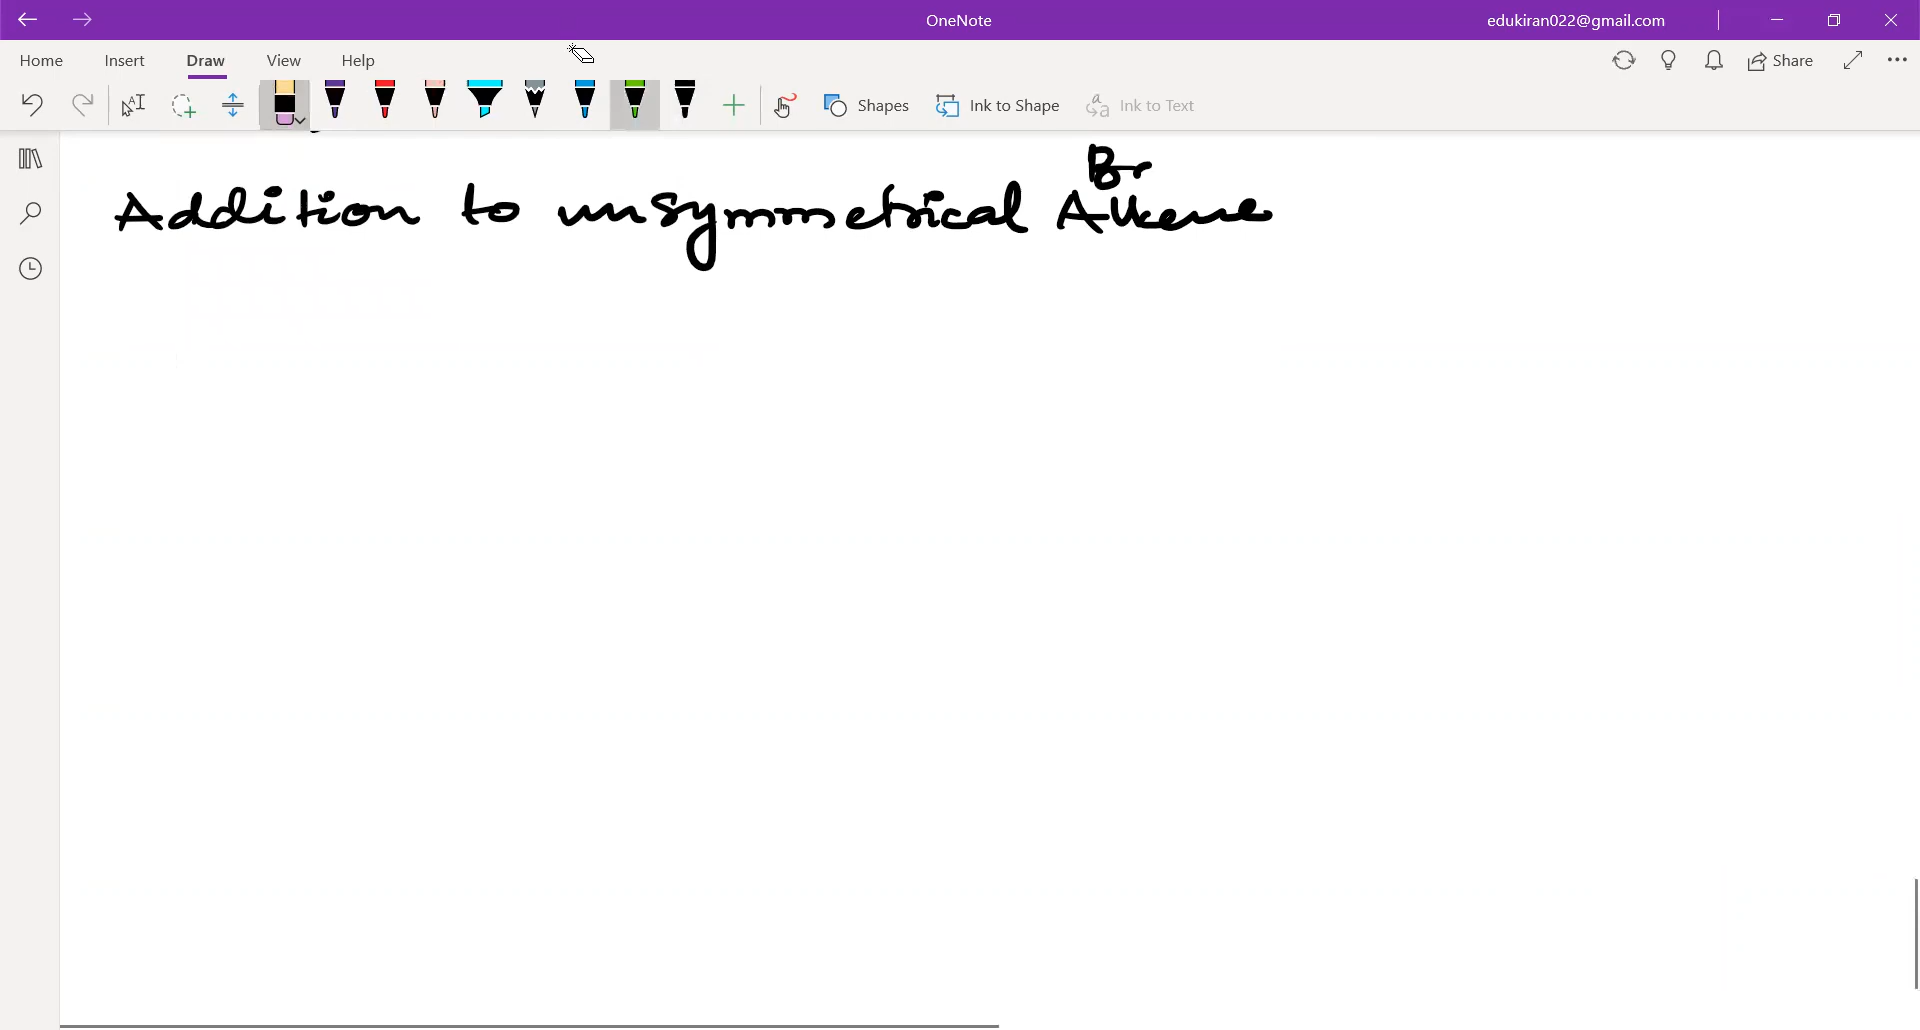 OneNote
edukiran022@gmail.com
Home Insert Draw View Help
Share
Shapes Ink to Shape Ink to Text
Br
Addition to unsymmetrical Alkene